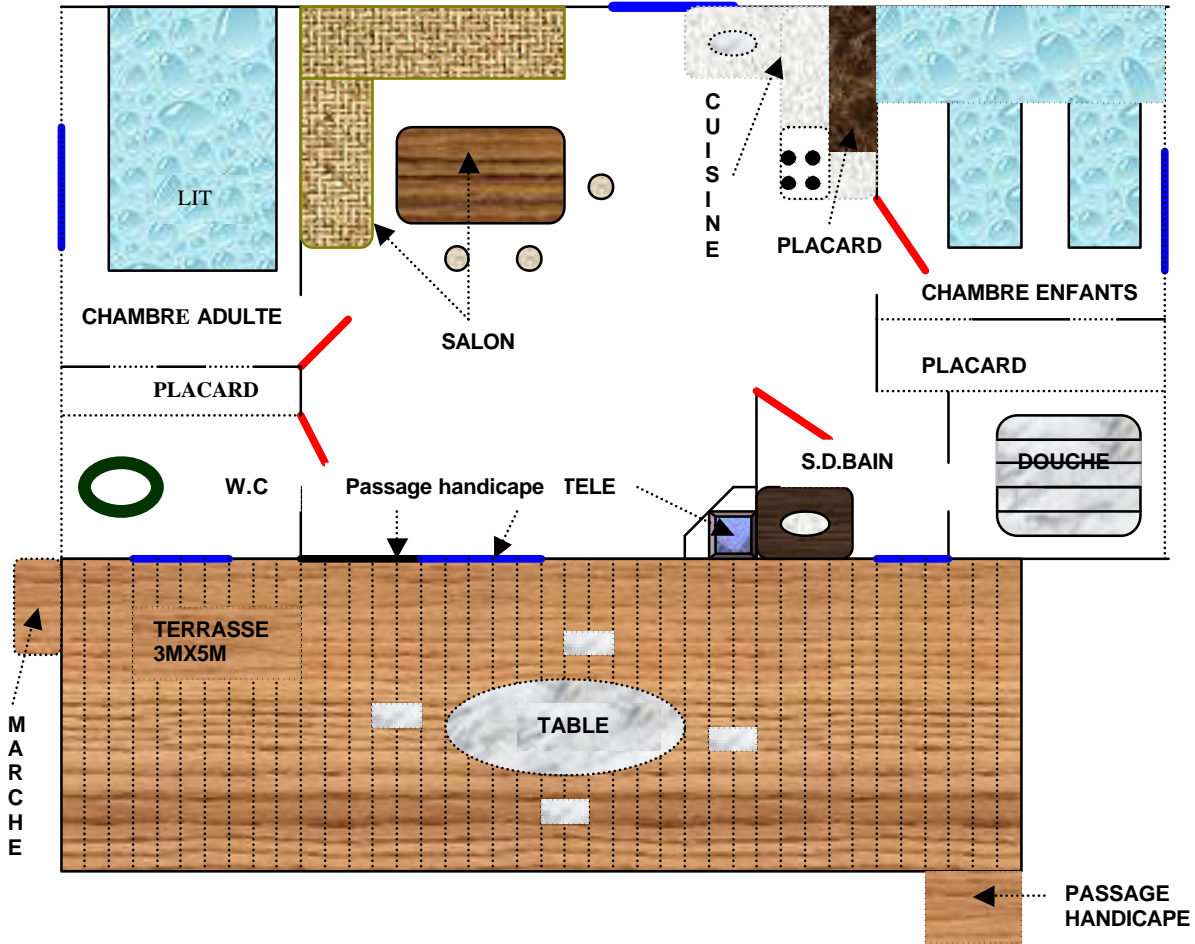 CUISINE
LIT
PLACARD
CHAMBRE ENFANTS
CHAMBRE ADULTE
SALON
PLACARD
PLACARD
S.D.BAIN
DOUCHE
W.C
Passage handicape
TELE
TERRASSE
3MX5M
TABLE
MARCHE
PASSAGE
HANDICAPE